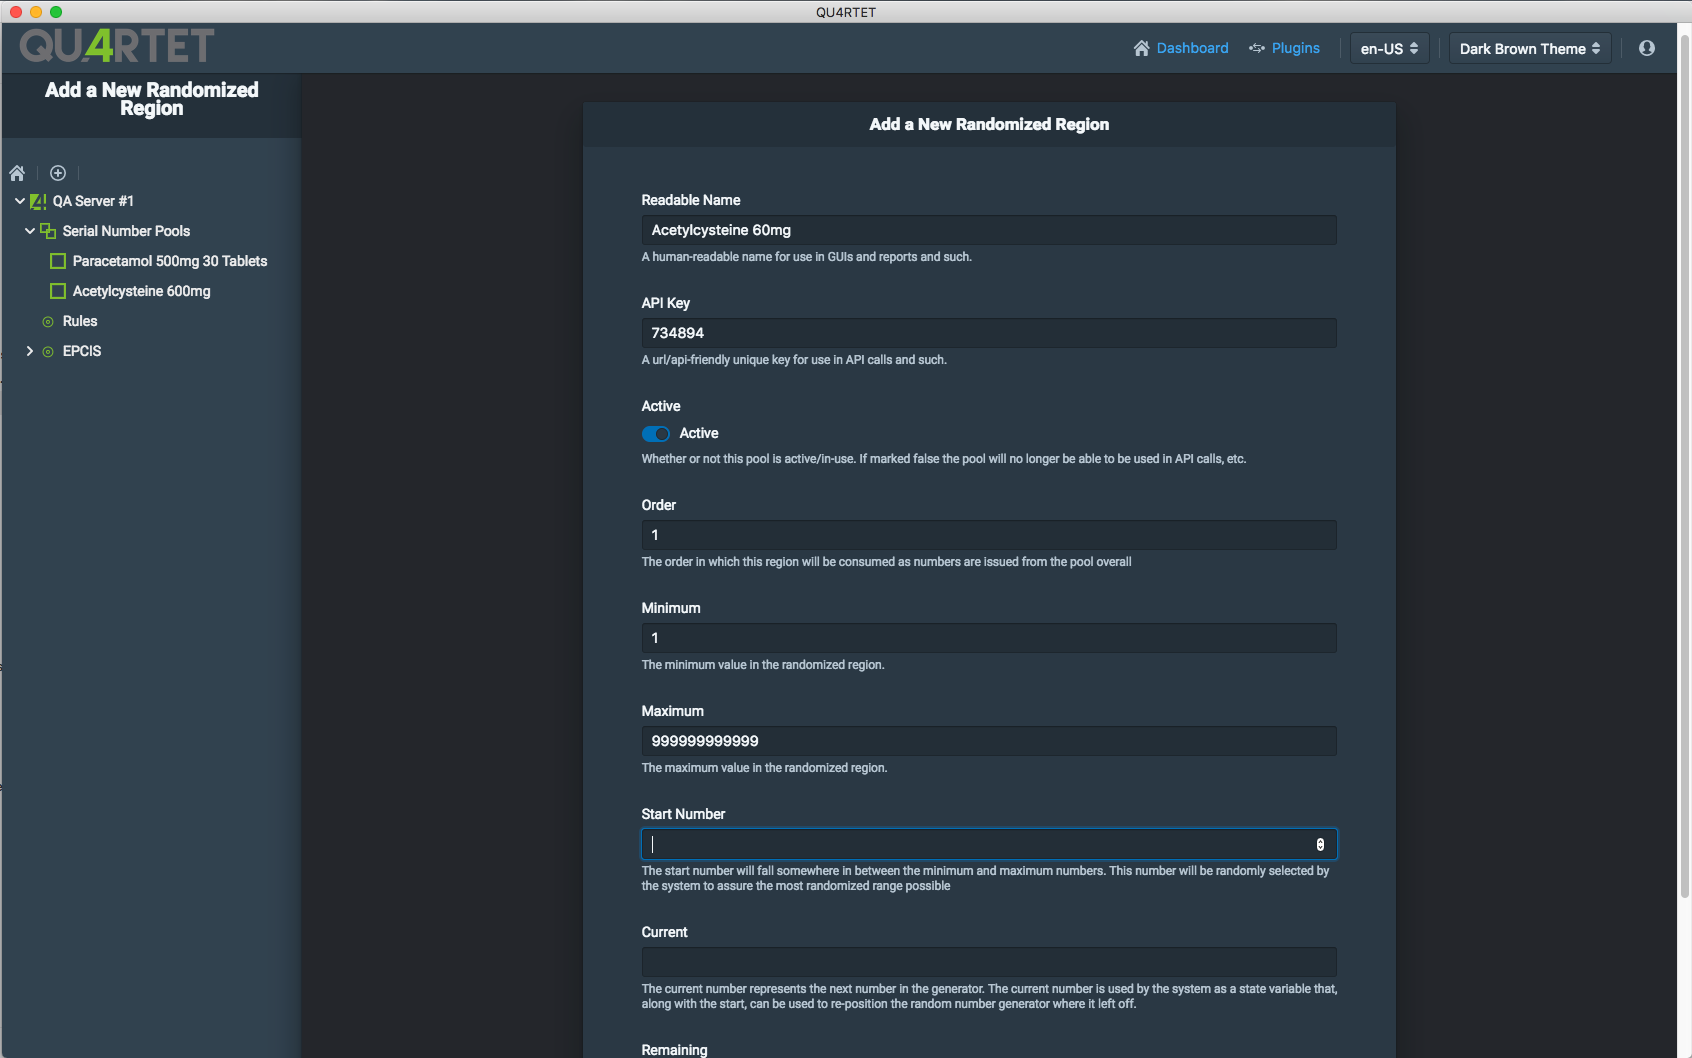 QU4RTET
QU4RTET
Dashboard
Plugins
en-US
Dark Brown Theme
Add a New Randomized
Region
QA Server #1
Serial Number Pools
Paracetamol 500mg 30 Tablets
Acetylcysteine 600mg
Rules
EPCIS
Add a New Randomized Region
Readable Name
Acetylcysteine 60mg
A human-readable name for use in GUIs and reports and such.
API Key
734894
A url/api-friendly unique key for use in API calls and such.
Active
Active
Whether or not this pool is active/in-use. If marked false the pool will no longer be able to be used in API calls, etc.
Order
1
The order in which this region will be consumed as numbers are issued from the pool overall
Minimum
1
The minimum value in the randomized region.
Maximum
999999999999
The maximum value in the randomized region.
Start Number
The start number will fall somewhere in between the minimum and maximum numbers. This number will be randomly selected by
the system to assure the most randomized range possible
Current
The current number represents the next number in the generator. The current number is used by the system as a state variable that,
along with the start, can be used to re-position the random number generator where it left off.
Remaining